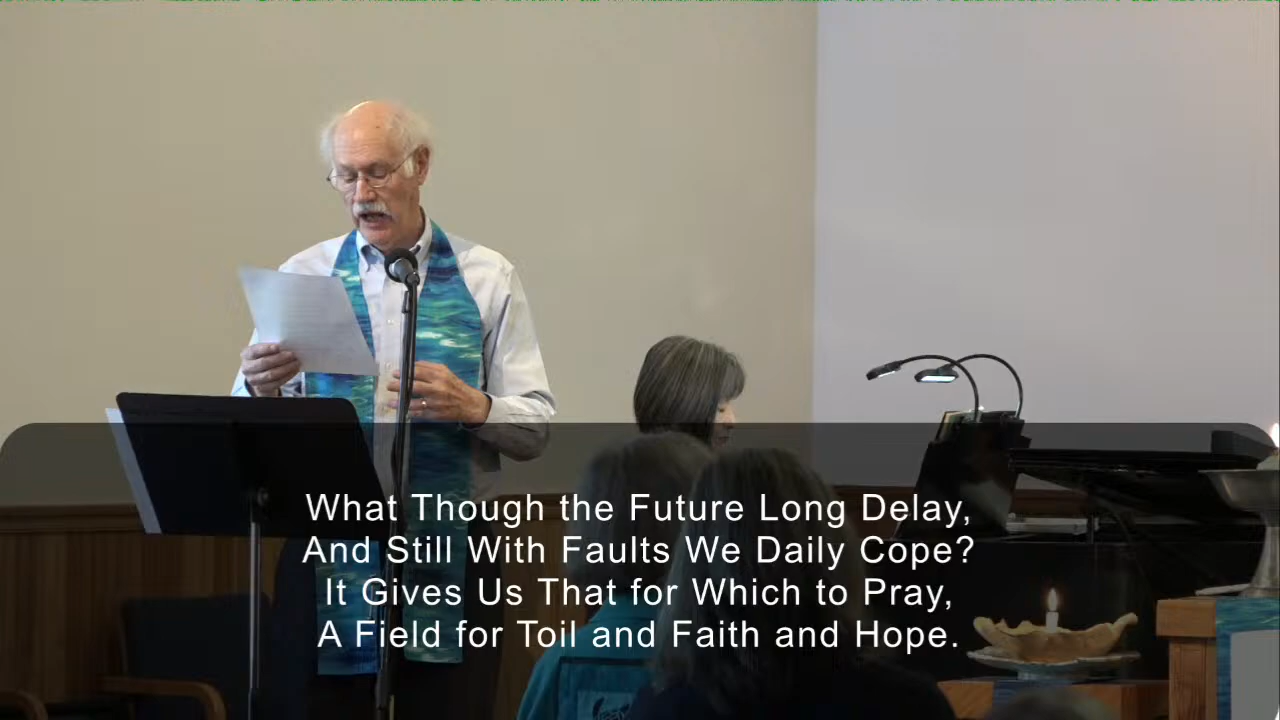 What Though the Future Long Delay,
And Still With Faults We Daily Cope?
It Gives Us That for Which to Pray,
A Field for Toil and Faith and Hope.